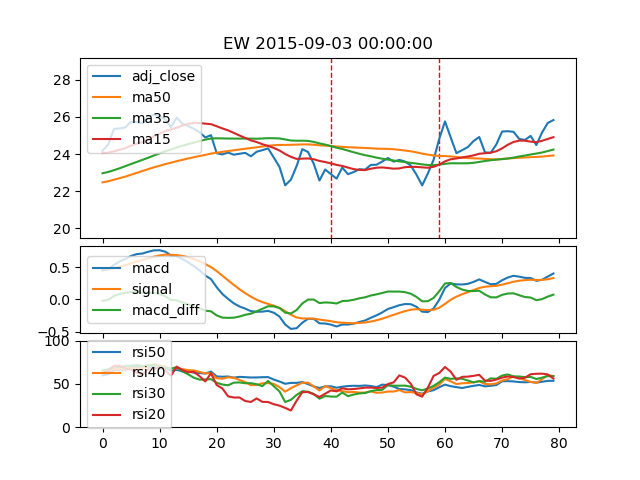 EW 2015-09-03 00:00:00
28
26
24
22
20
adj_close
ma50
ma35
ma15
0.5
0.0
−0.5
macd
signal
macd_diff
100
50
0
rsi50
rsi40
rsi30
rsi20
0 10 20 30 40 50 60 70 80